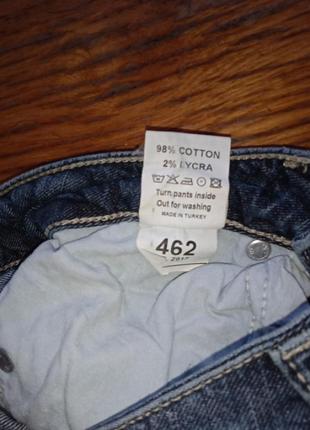 98% COTTON
2% LYCRA
Turn pants inside
Out for washing
MADE IN TURKEY
462